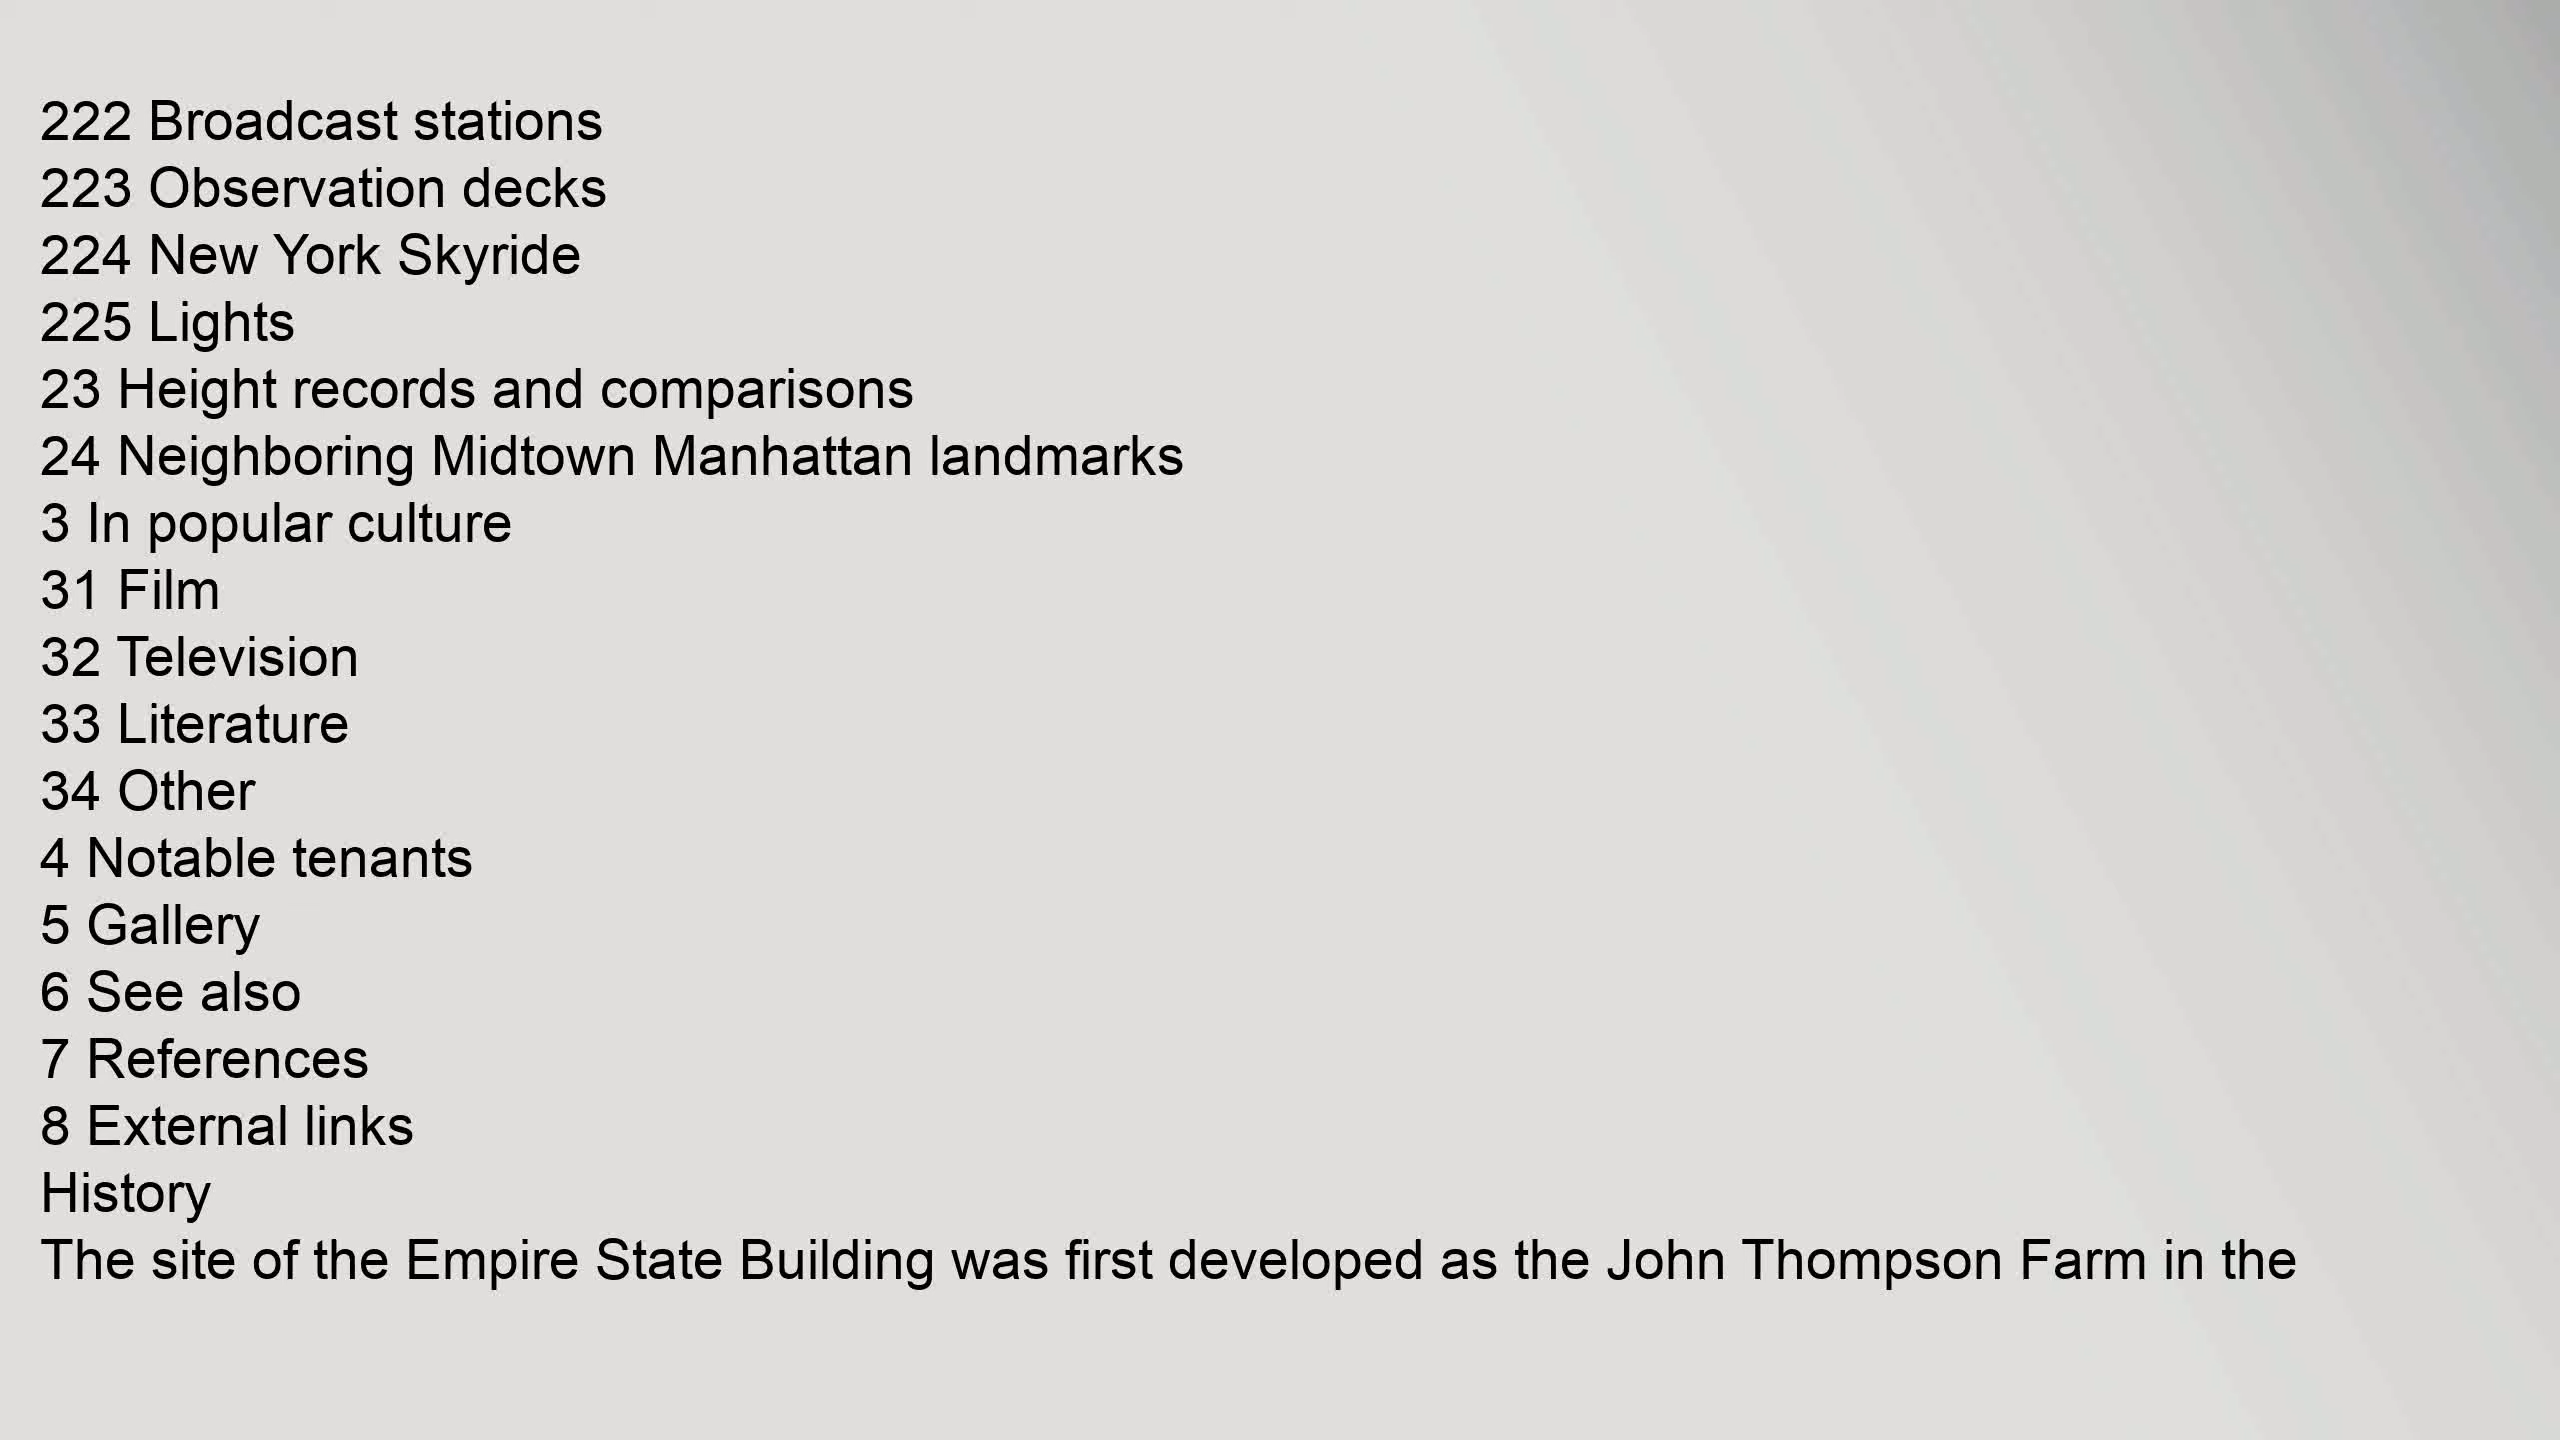 222 Broadcast stations
223 Observation decks
224 New York Skyride
225 Lights
23 Height records and comparisons
24 Neighboring Midtown Manhattan landmarks
3 In popular culture
31 Film
32 Television
33 Literature
34 Other
4 Notable tenants
5 Gallery
6 See also
7 References
8 External links
History
The site of the Empire State Building was first developed as the John Thompson Farm in the